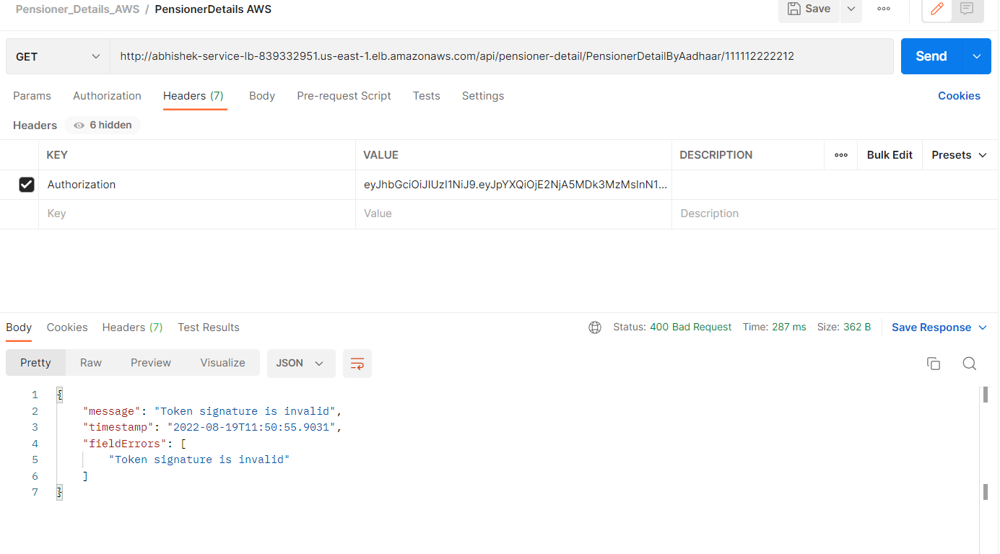 Pensioner_Details_AWS / PensionerDetails AWS
Save
GET
http://abhishek-service-lb-839332951.us-east-1.elb.amazonaws.com/api/pensioner-detail/PensionerDetailByAadhaar/111112222212
Send
Params Authorization Headers (7) Body Pre-request Script Tests Settings Cookies
Headers 6 hidden
KEY VALUE DESCRIPTION Bulk Edit Presets
Authorization eyJhbGciOiJIUzI1NiJ9.eyJpYXQiOjE2NjA5MDk3MzMsInN1...
Key Value Description
Body Cookies Headers (7) Test Results Status: 400 Bad Request Time: 287 ms Size: 362 B Save Response
Pretty Raw Preview Visualize JSON
1 {
2 "message": "Token signature is invalid",
3 "timestamp": "2022-08-19T11:50:55.9031",
4 "fieldErrors": [
5 "Token signature is invalid"
6 ]
7 }